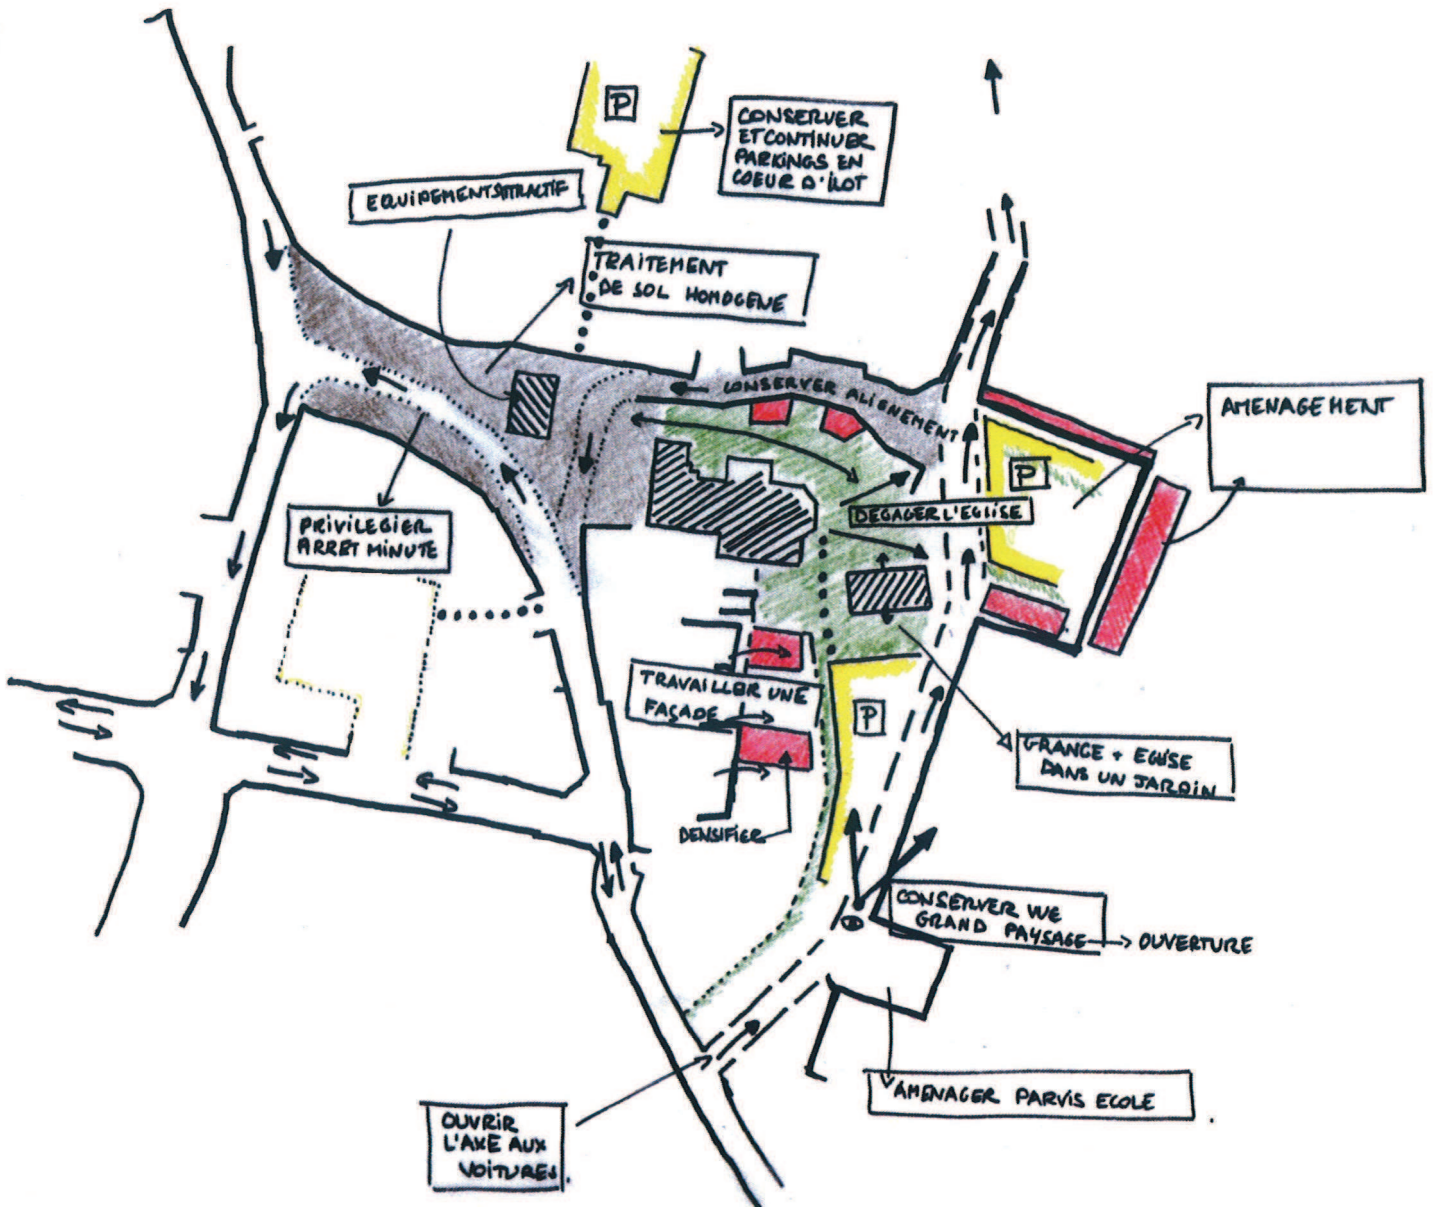 P
CONSERVER
ET CONTINUER
PARKINGS EN
COEUR D'ILOT
EQUIPEMENTS ATTRACTIF
TRAITEMENT
DE SOL HOMOGENE
CONSERVER ALIGNEMENT
AMENAGEMENT
P
DEGAGER L'EGLISE
PRIVILEGIER
ARRET MINUTE
TRAVAILLER UNE
FAÇADE
P
GRANGE + EGLISE
DANS UN JARDIN
DENSIFIER
CONSERVER VUE
GRAND PAYSAGE
OUVERTURE
AMENAGER PARVIS ECOLE
OUVRIR
L'AXE AUX
VOITURES.